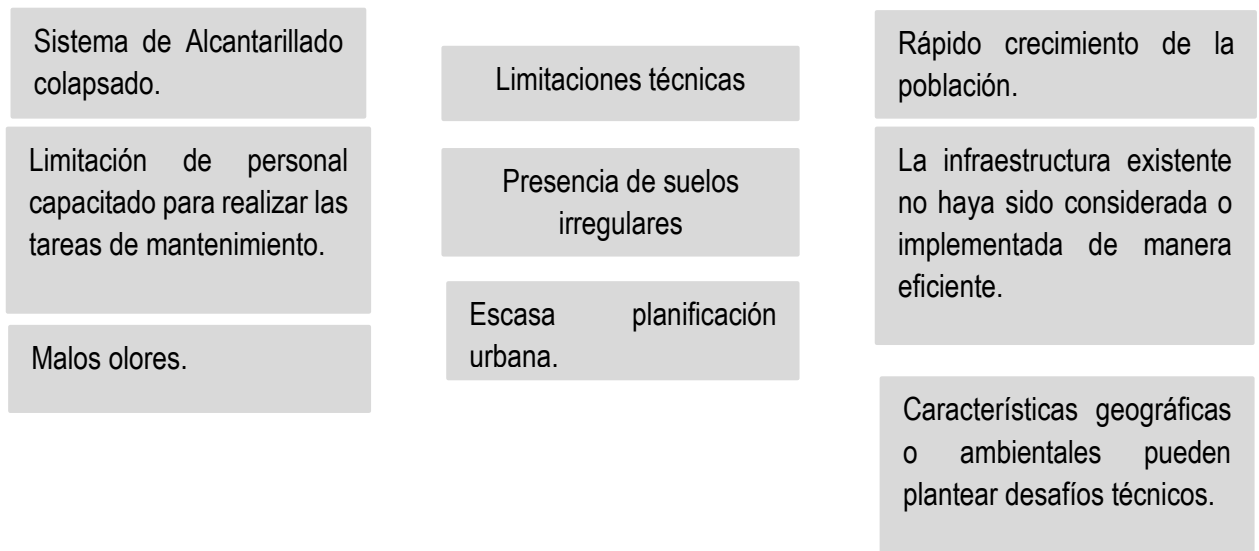 Sistema de Alcantarillado
colapsado.
Limitación de personal
capacitado para realizar las
tareas de mantenimiento.
Malos olores.
Limitaciones técnicas
Presencia de suelos
irregulares
Escasa planificación
urbana.
Rápido crecimiento de la
población.
La infraestructura existente
no haya sido considerada o
implementada de manera
eficiente.
Características geográficas
o ambientales pueden
plantear desafíos técnicos.